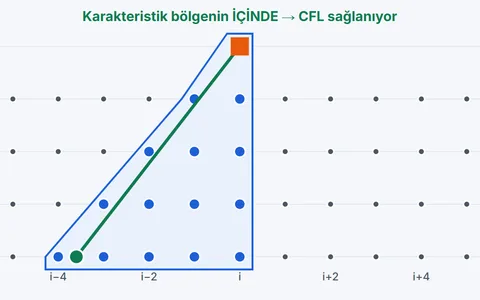 Karakteristik bölgenin İÇİNDE → CFL sağlanıyor
i−4
i−2
i
i+2
i+4